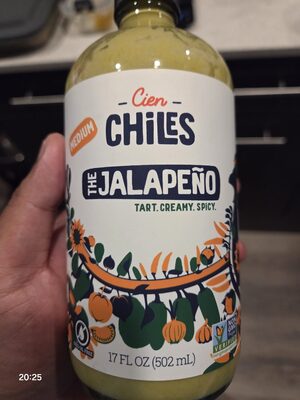 Cien
CHILES
MEDIUM
THE JALAPEÑO
TART. CREAMY. SPICY.
17 FL OZ (502 mL)
20:25